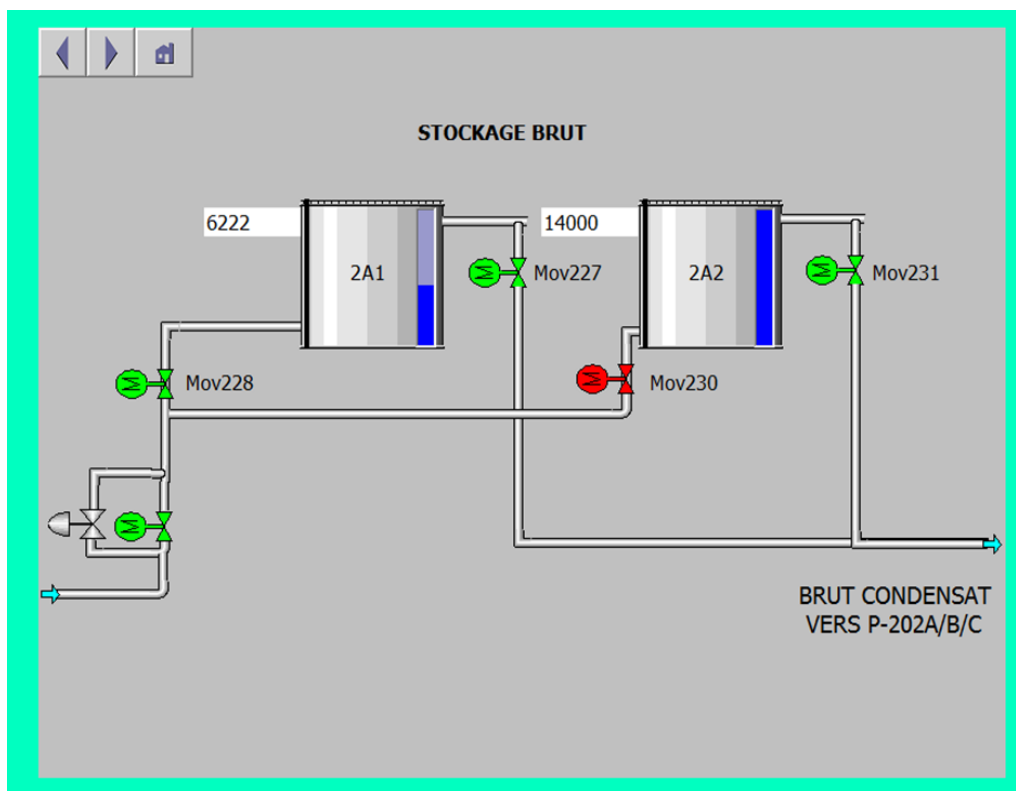 STOCKAGE BRUT
6222
14000
2A1
M
Mov227
2A2
M
Mov231
M
Mov228
M
Mov230
M
BRUT CONDENSAT
VERS P-202A/B/C